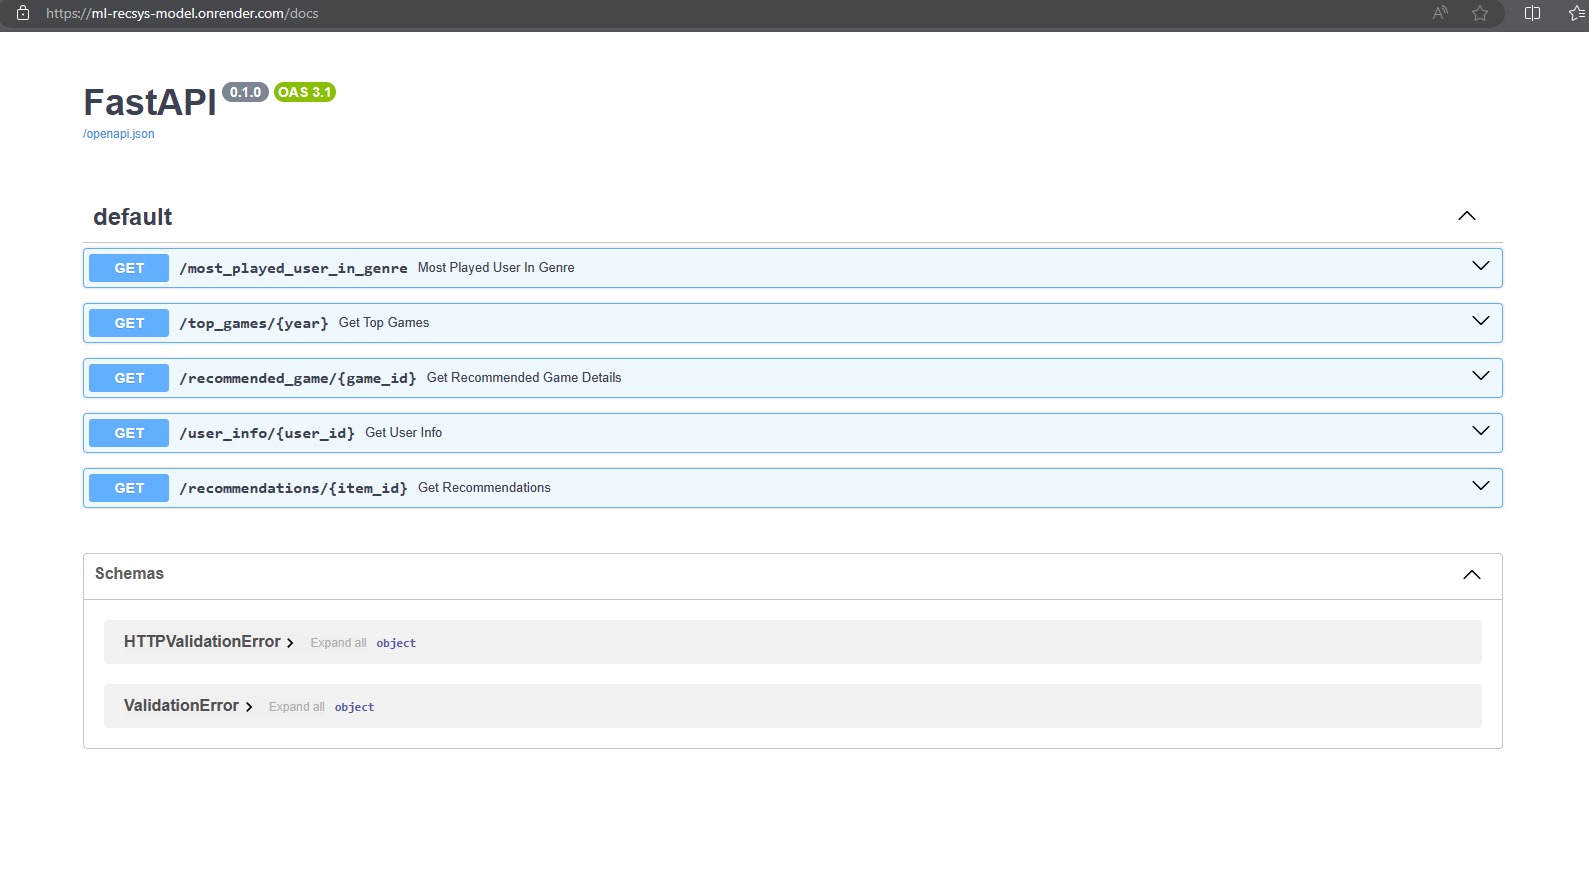 https://ml-recsys-model.onrender.com/docs
FastAPI 0.1.0 OAS 3.1
/openapi.json
default
GET /most_played_user_in_genre Most Played User In Genre
GET /top_games/{year} Get Top Games
GET /recommended_game/{game_id} Get Recommended Game Details
GET /user_info/{user_id} Get User Info
GET /recommendations/{item_id} Get Recommendations
Schemas
HTTPValidationError Expand all object
ValidationError Expand all object